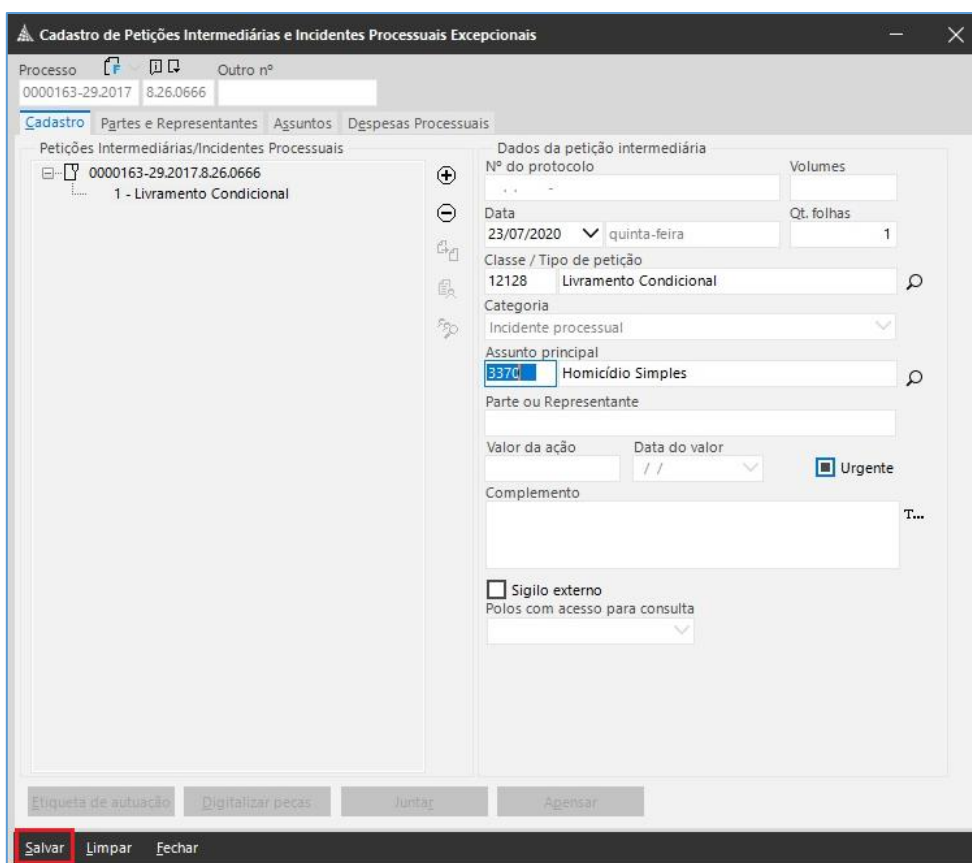 Cadastro de Petições Intermediárias e Incidentes Processuais Excepcionais
Processo Outro nº
0000163-29.2017 8.26.0666
Cadastro Partes e Representantes Assuntos Despesas Processuais
Petições Intermediárias/Incidentes Processuais
0000163-29.2017.8.26.0666
1 - Livramento Condicional
Dados da petição intermediária
Nº do protocolo Volumes
. . -
Data Qt. folhas
23/07/2020 quinta-feira 1
Classe / Tipo de petição
12128 Livramento Condicional
Categoria
Incidente processual
Assunto principal
3370 Homicídio Simples
Parte ou Representante
Valor da ação Data do valor
/ / Urgente
Complemento
T...
Sigilo externo
Polos com acesso para consulta
Etiqueta de autuação Digitalizar peças Juntar Apensar
Salvar Limpar Fechar